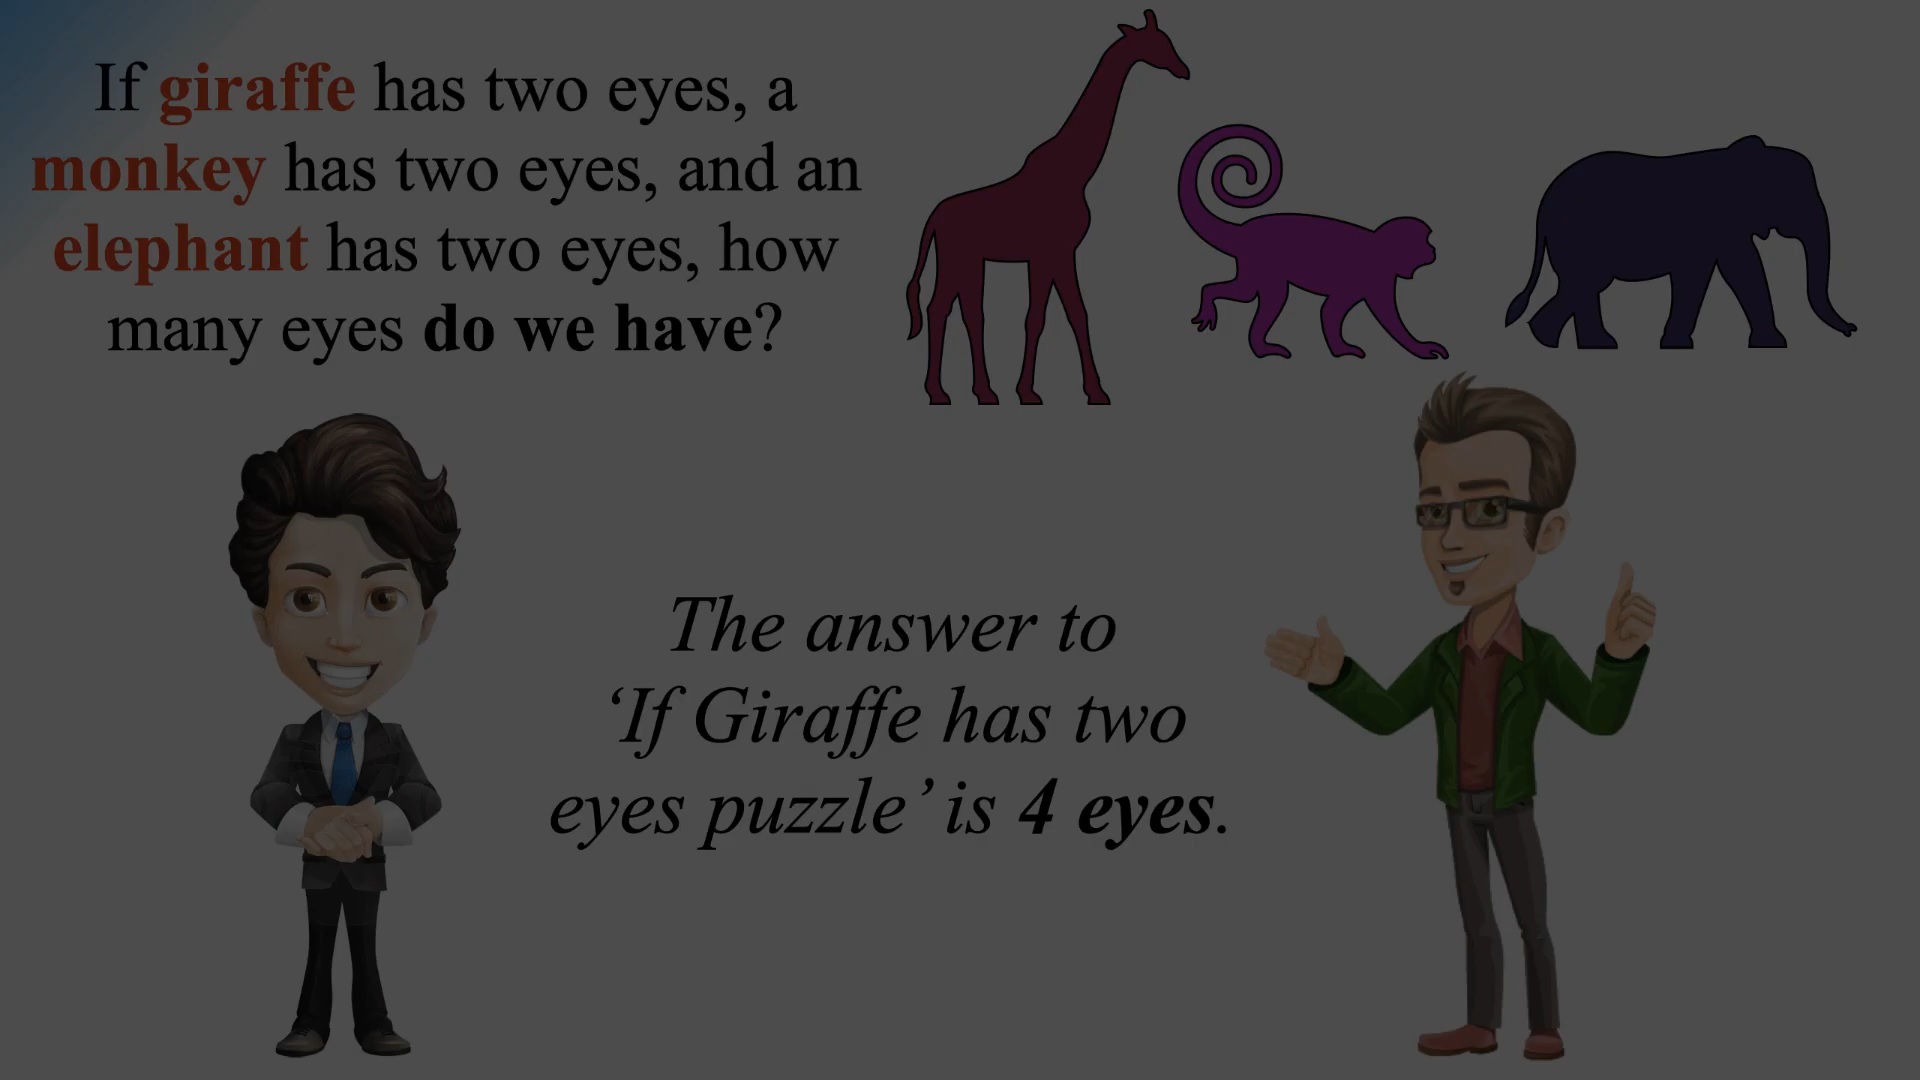 If giraffe has two eyes, a
monkey has two eyes, and an
elephant has two eyes, how
many eyes do we have?
The answer to
‘If Giraffe has two
eyes puzzle’ is 4 eyes.